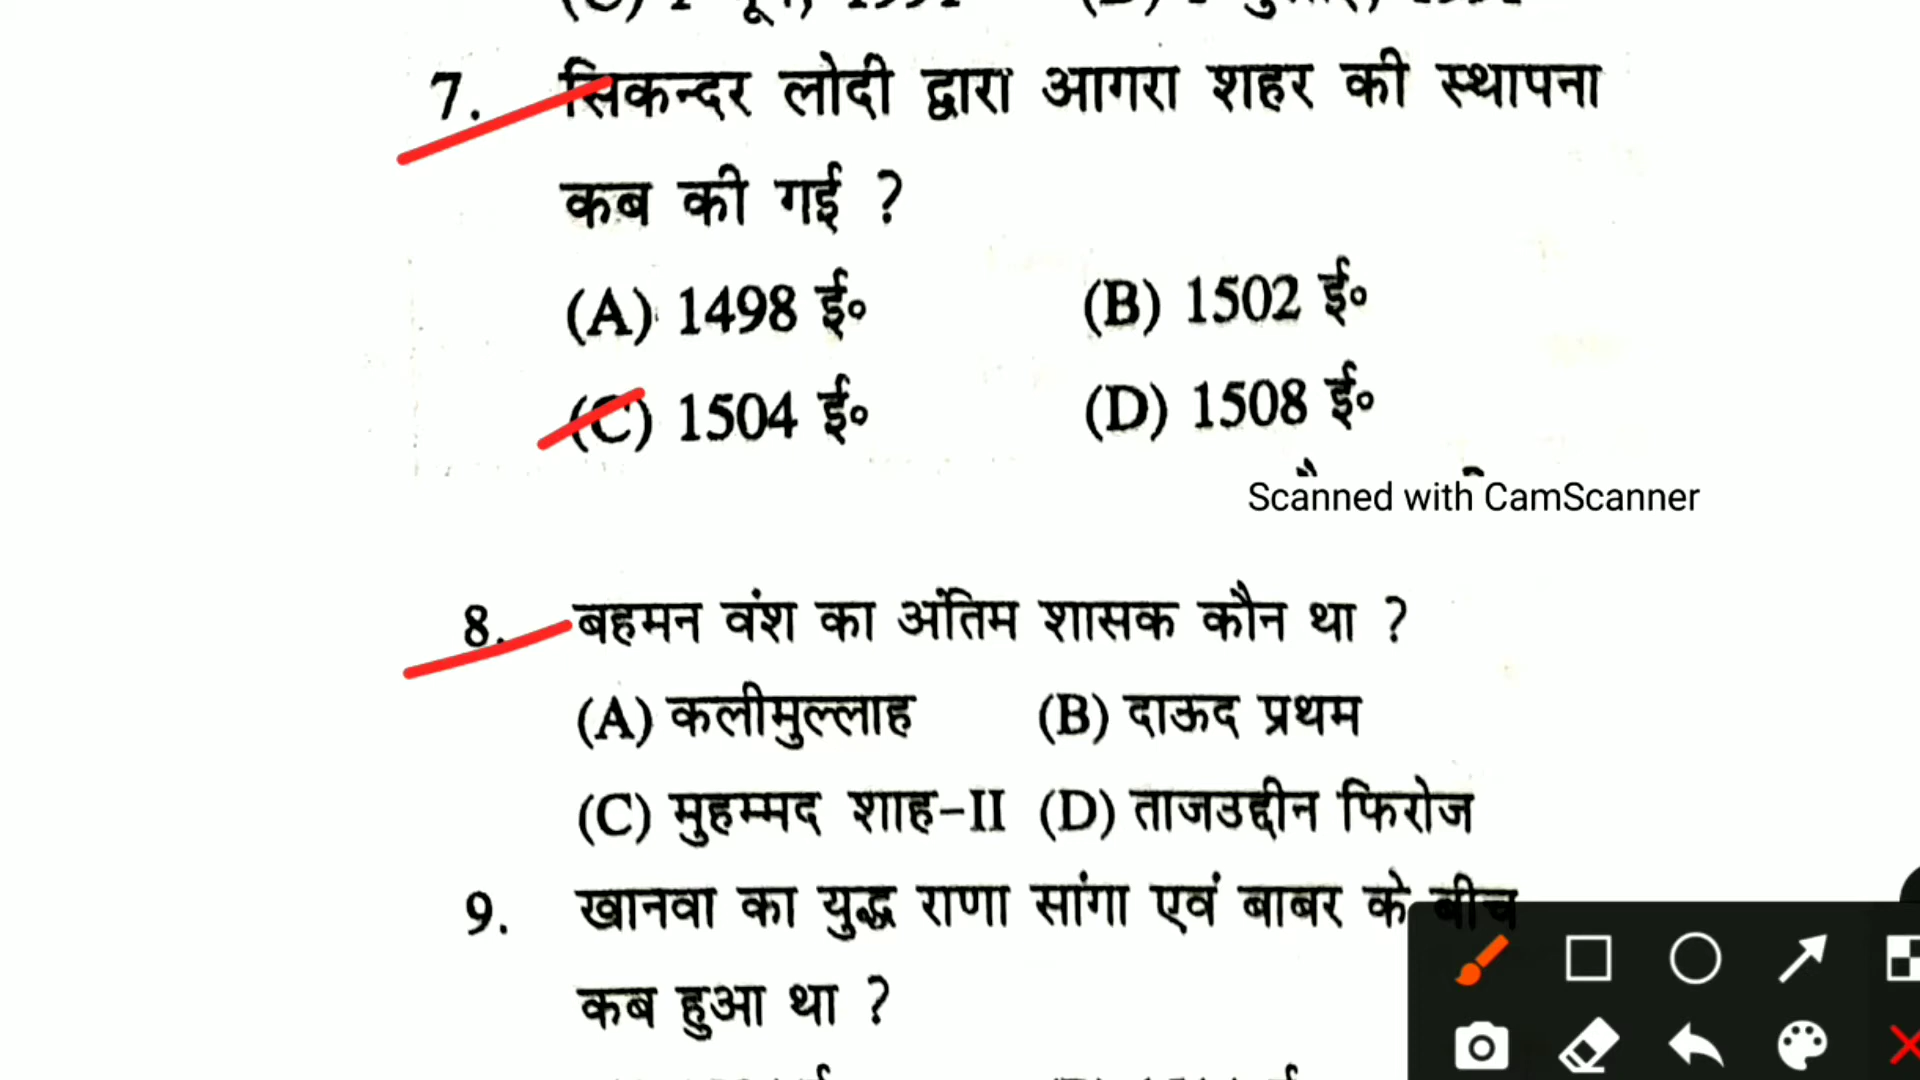 7. सिकन्दर लोदी द्वारा आगरा शहर की स्थापना
कब की गई ?
(A) 1498 ई० (B) 1502 ई०
(C) 1504 ई० (D) 1508 ई०
Scanned with CamScanner
8. बहमन वंश का अंतिम शासक कौन था ?
(A) कलीमुल्लाह (B) दाऊद प्रथम
(C) मुहम्मद शाह-II (D) ताजउद्दीन फिरोज
9. खानवा का युद्ध राणा सांगा एवं बाबर के बीच
कब हुआ था ?